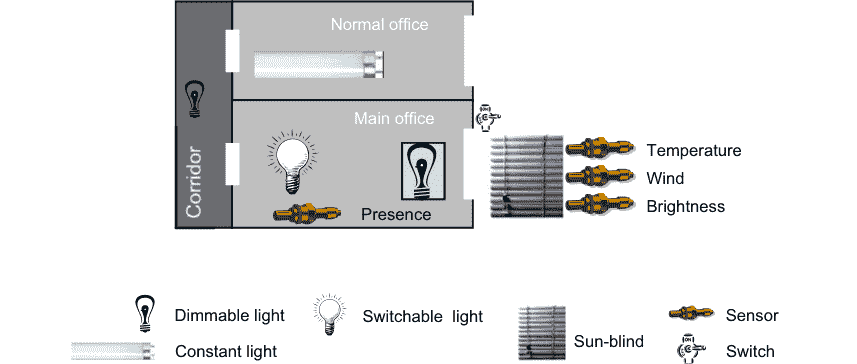 Normal office
Main office
Corridor
Presence
Temperature
Wind
Brightness
Dimmable light
Switchable light
Sun-blind
Sensor
Constant light
Switch